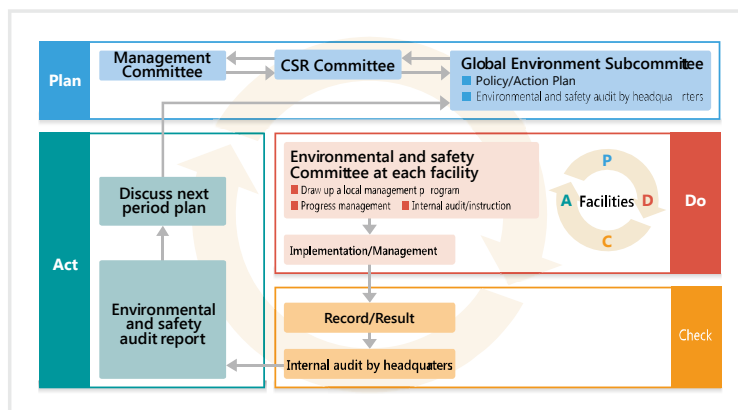 Plan
Management
Committee
CSR Committee
Global Environment Subcommittee
Policy/Action Plan
Environmental and safety audit by headquarters
Act
Discuss next
period plan
Environmental
and safety
audit report
Environmental and safety
Committee at each facility
Draw up a local management program
Progress management
Internal audit/instruction
Implementation/Management
P
A Facilities D
C
Do
Record/Result
Internal audit by headquarters
Check